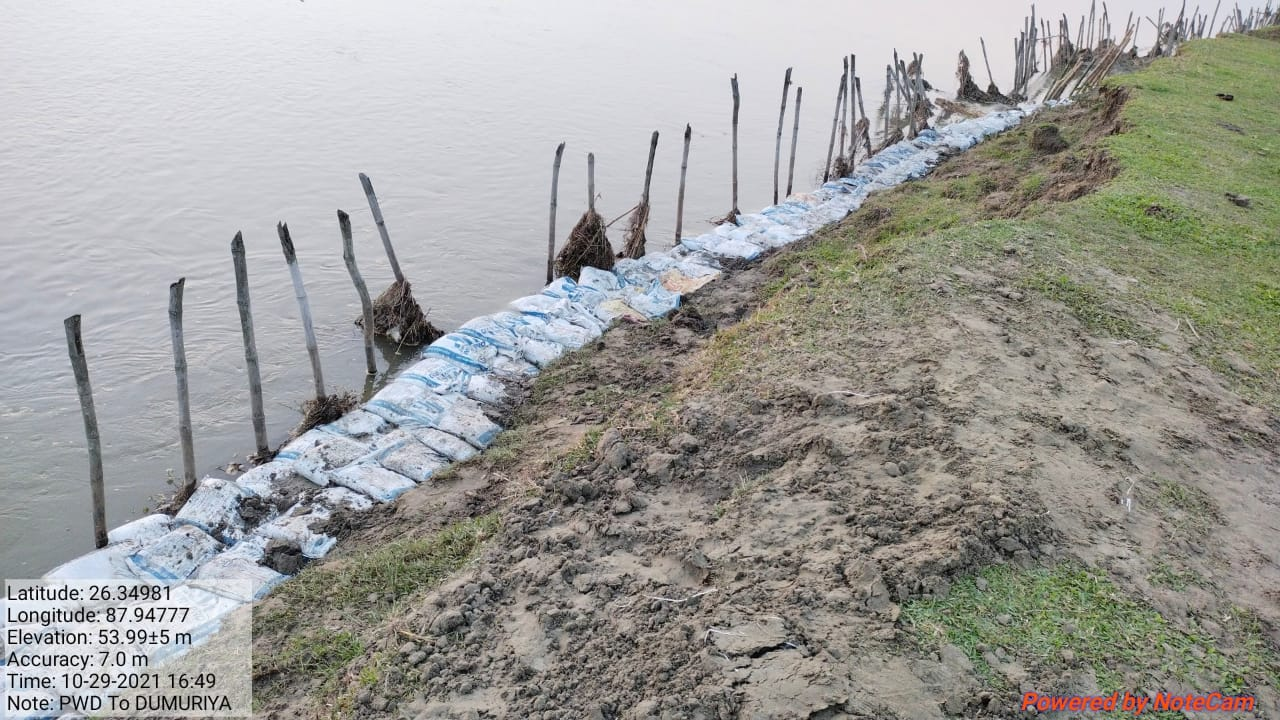 Latitude: 26.34981
Longitude: 87.94777
Elevation: 53.99±5 m
Accuracy: 7.0 m
Time: 10-29-2021 16:49
Note: PWD To DUMURIYA
Powered by NoteCam